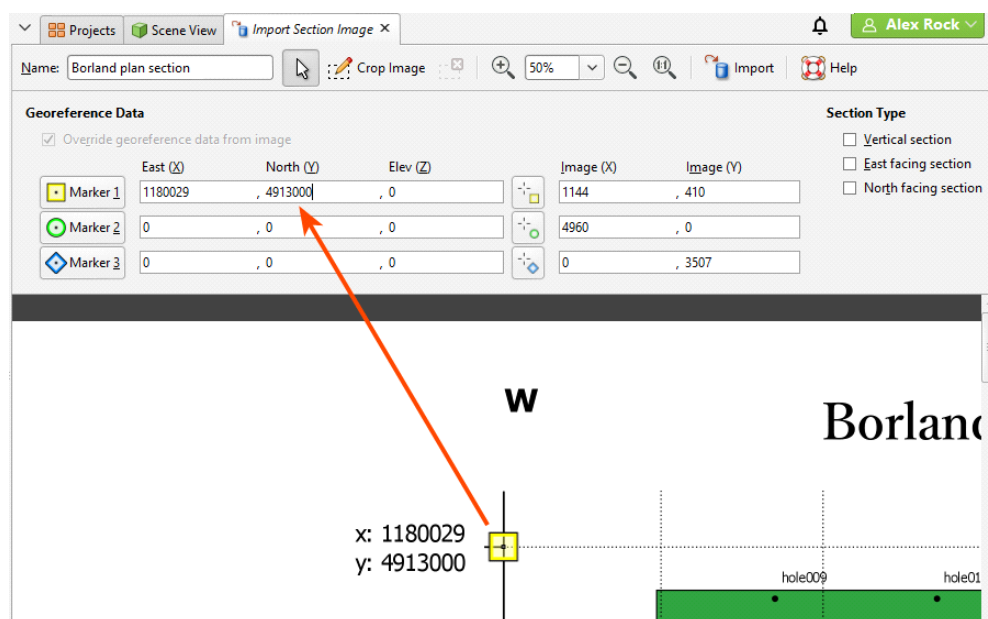 Projects Scene View Import Section Image × Alex Rock
Name: Borland plan section Crop Image 50% 1:1 Import Help
Georeference Data Section Type
Override georeference data from image Vertical section
East (X) North (Y) Elev (Z) Image (X) Image (Y) East facing section
Marker 1 1180029 , 4913000 , 0 1144 , 410 North facing section
Marker 2 0 , 0 , 0 4960 , 0
Marker 3 0 , 0 , 0 0 , 3507
W
Borland
x: 1180029
y: 4913000
hole009 hole01